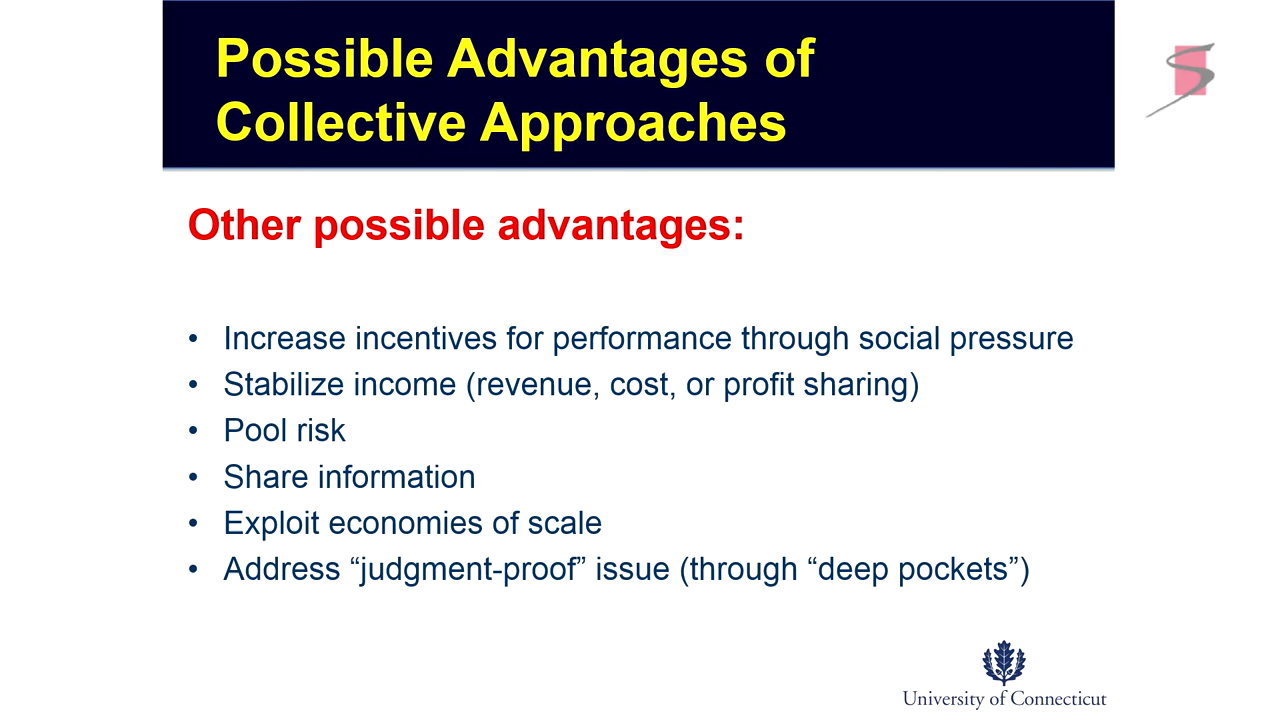 Possible Advantages of
Collective Approaches
Other possible advantages:
• Increase incentives for performance through social pressure
• Stabilize income (revenue, cost, or profit sharing)
• Pool risk
• Share information
• Exploit economies of scale
• Address “judgment-proof” issue (through “deep pockets”)
University of Connecticut